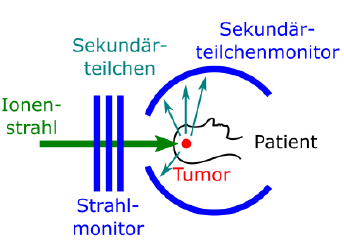 Sekundär-
teilchenmonitor
Sekundär-
teilchen
Ionen-
strahl
Patient
Tumor
Strahl-
monitor